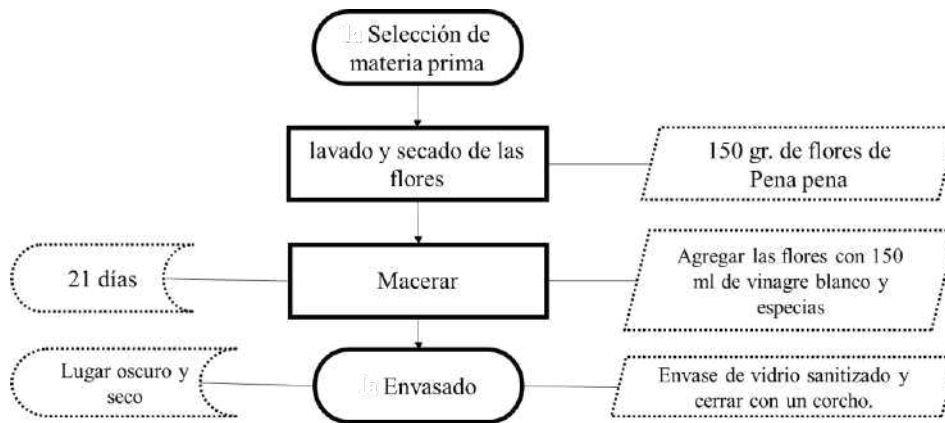 la Selección de
materia prima
lavado y secado de las
flores
150 gr. de flores de
Pena pena
21 días
Macerar
Agregar las flores con 150
ml de vinagre blanco y
especias
Lugar oscuro y
seco
la Envasado
Envase de vidrio sanitizado y
cerrar con un corcho.